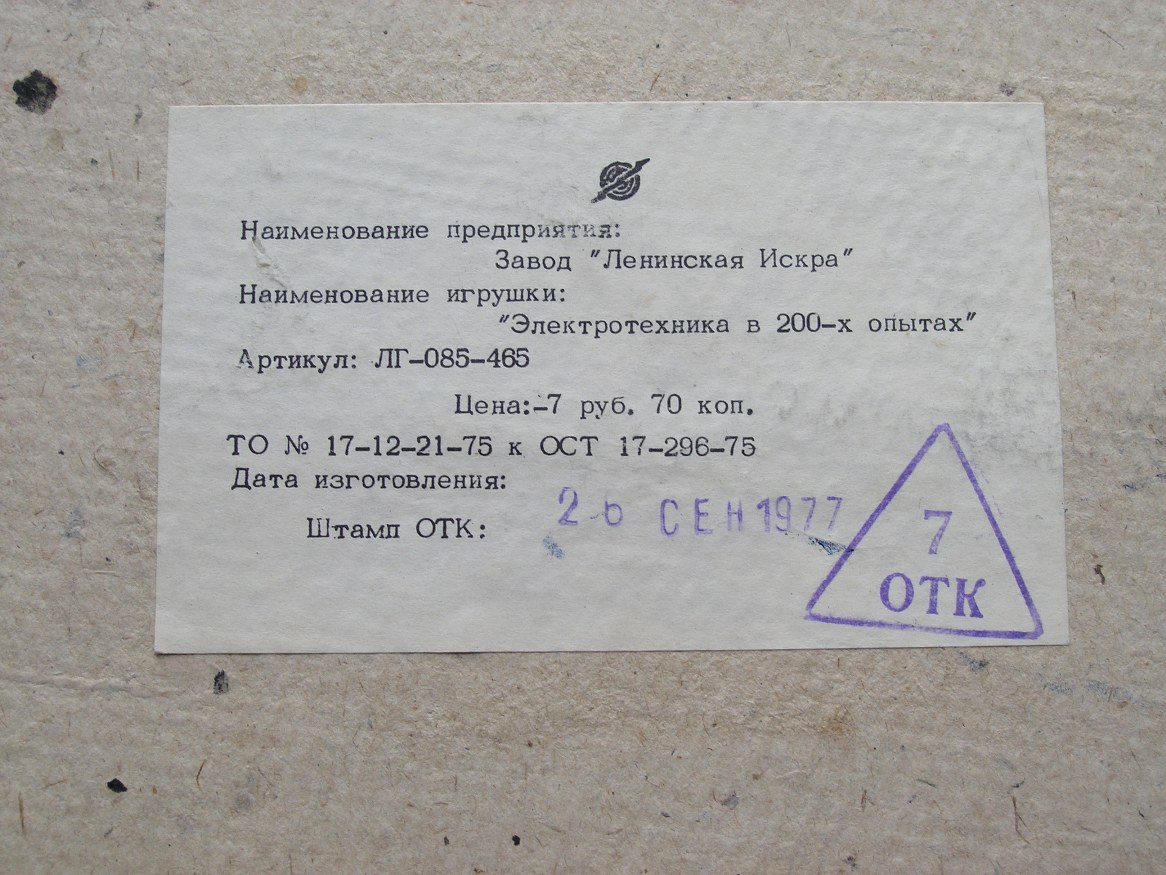 Наименование предприятия:
Завод "Ленинская Искра"
Наименование игрушки:
"Электротехника в 200-х опытах"
Артикул: ЛГ-085-465
Цена:-7 руб. 70 коп.
ТО № 17-12-21-75 к ОСТ 17-296-75
Дата изготовления:
26 СЕН 1977
Штамп ОТК:
7
ОТК